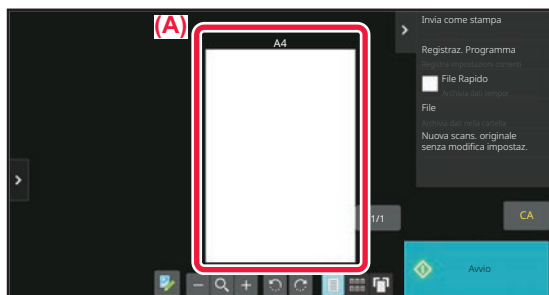 (A)
A4
Invia come stampa
Registraz. Programma
Registra impostazioni correnti
File Rapido
Archivia dati tempor.
File
Archivia dati nella cartella
Nuova scans. originale
senza modifica impostaz.
1/1
CA
Avvio